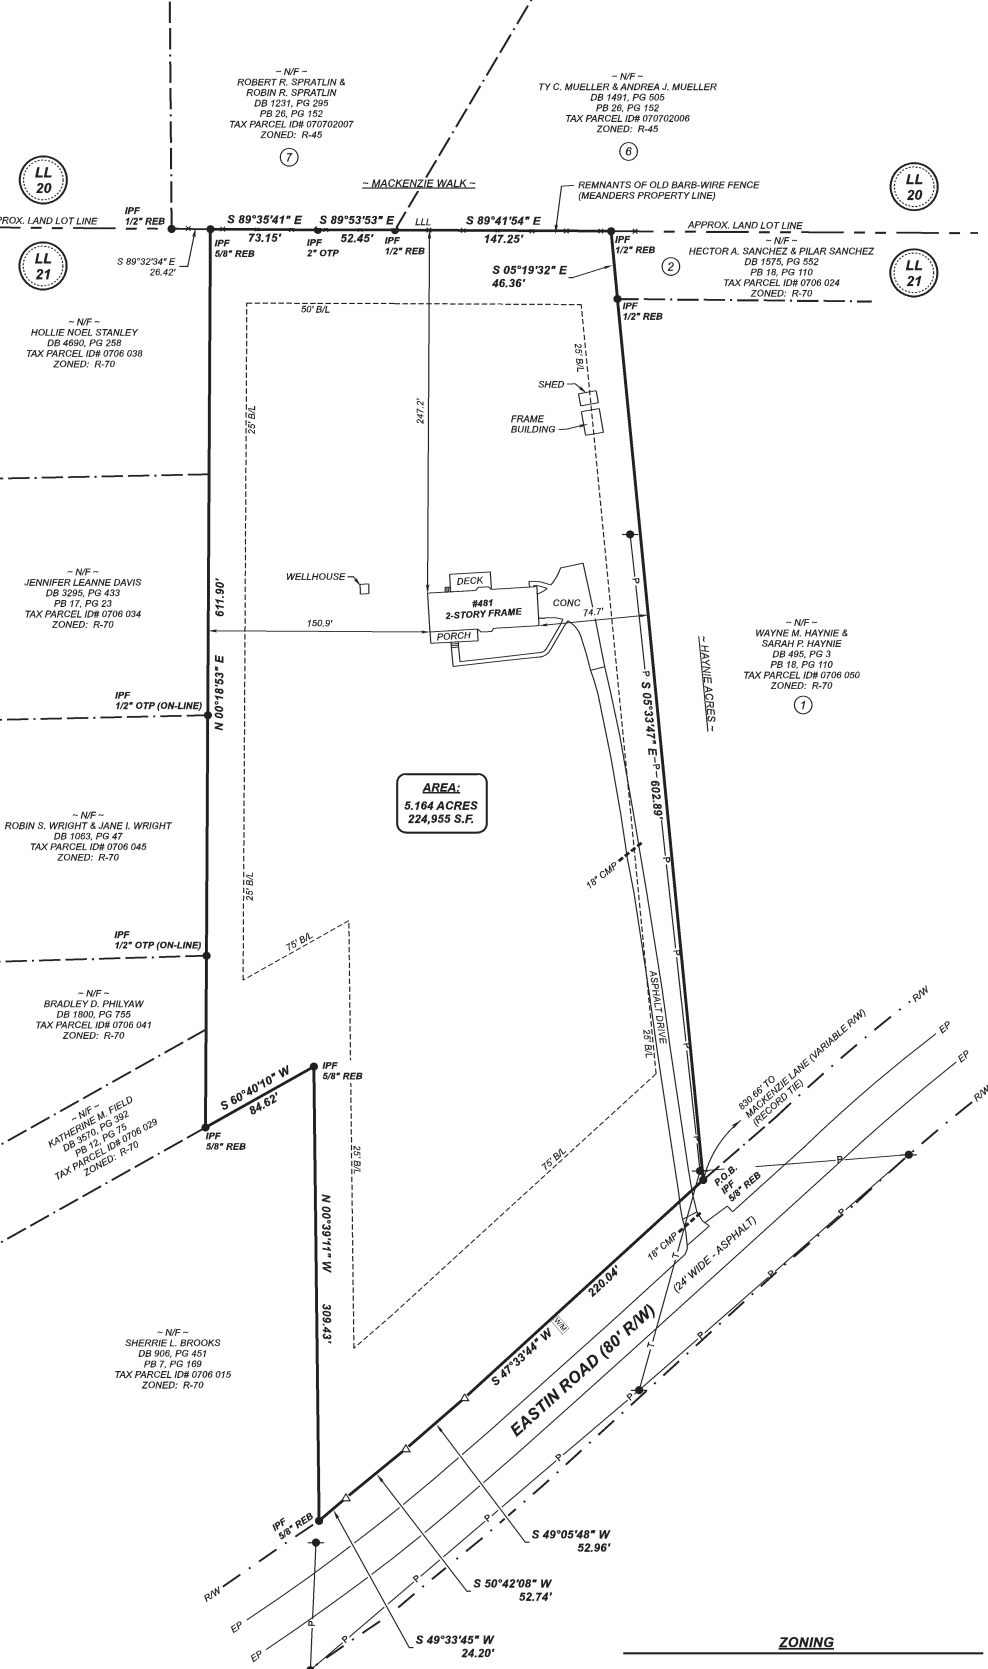 ~ N/F ~
ROBERT R. SPRATLIN &
ROBIN R. SPRATLIN
DB 1231, PG 295
PB 26, PG 152
TAX PARCEL ID# 070702007
ZONED: R-45
7
~ N/F ~
TY C. MUELLER & ANDREA J. MUELLER
DB 1491, PG 505
PB 26, PG 152
TAX PARCEL ID# 070702006
ZONED: R-45
6
LL
20
LL
20
~ MACKENZIE WALK ~
REMNANTS OF OLD BARB-WIRE FENCE
(MEANDERS PROPERTY LINE)
PROX. LAND LOT LINE
IPF
1/2" REB
S 89°35'41" E
73.15'
S 89°53'53" E
52.45'
LLL
S 89°41'54" E
147.25'
APPROX. LAND LOT LINE
IPF
5/8" REB
IPF
2" OTP
IPF
1/2" REB
IPF
1/2" REB
LL
21
S 89°32'34" E
26.42'
S 05°19'32" E
46.36'
2
~ N/F ~
HECTOR A. SANCHEZ & PILAR SANCHEZ
DB 1575, PG 552
PB 18, PG 110
TAX PARCEL ID# 0706 024
ZONED: R-70
LL
21
IPF
1/2" REB
50' B/L
~ N/F ~
HOLLIE NOEL STANLEY
DB 4690, PG 258
TAX PARCEL ID# 0706 038
ZONED: R-70
25' B/L
25' B/L
247.2'
SHED
FRAME
BUILDING
~ N/F ~
JENNIFER LEANNE DAVIS
DB 3295, PG 433
PB 17, PG 23
TAX PARCEL ID# 0706 034
ZONED: R-70
611.90'
N 00°18'53" E
WELLHOUSE
DECK
#481
2-STORY FRAME
PORCH
CONC
74.7'
150.9'
P
P
S 05°33'47" E
P
602.89'
~ HAYNIE ACRES ~
~ N/F ~
WAYNE M. HAYNIE &
SARAH P. HAYNIE
DB 495, PG 3
PB 18, PG 110
TAX PARCEL ID# 0706 050
ZONED: R-70
1
IPF
1/2" OTP (ON-LINE)
AREA:
5.164 ACRES
224,955 S.F.
~ N/F ~
ROBIN S. WRIGHT & JANE I. WRIGHT
DB 1063, PG 47
TAX PARCEL ID# 0706 045
ZONED: R-70
25' B/L
18" CMP
P
IPF
1/2" OTP (ON-LINE)
75' B/L
P
~ N/F ~
BRADLEY D. PHILYAW
DB 1800, PG 755
TAX PARCEL ID# 0706 041
ZONED: R-70
ASPHALT DRIVE
25' B/L
P
R/W
EP
EP
R/W
830.66' TO
MACKENZIE LANE (VARIABLE R/W)
(RECORD TIE)
S 60°40'10" W
84.62'
IPF
5/8" REB
~ N/F ~
KATHERINE M. FIELD
DB 3570, PG 392
PB 12, PG 75
TAX PARCEL ID# 0706 029
ZONED: R-70
IPF
5/8" REB
25' B/L
75' B/L
P
P
P.O.B.
IPF
5/8" REB
N 00°39'11" W
309.43'
18" CMP
(24' WIDE - ASPHALT)
T
P
P
220.04'
W/M
~ N/F ~
SHERRIE L. BROOKS
DB 906, PG 451
PB 7, PG 169
TAX PARCEL ID# 0706 015
ZONED: R-70
S 47°33'44" W
EASTIN ROAD (80' R/W)
T
P
P
P
IPF
5/8" REB
P
S 49°05'48" W
52.96'
R/W
P
S 50°42'08" W
52.74'
EP
P
P
S 49°33'45" W
24.20'
EP
ZONING